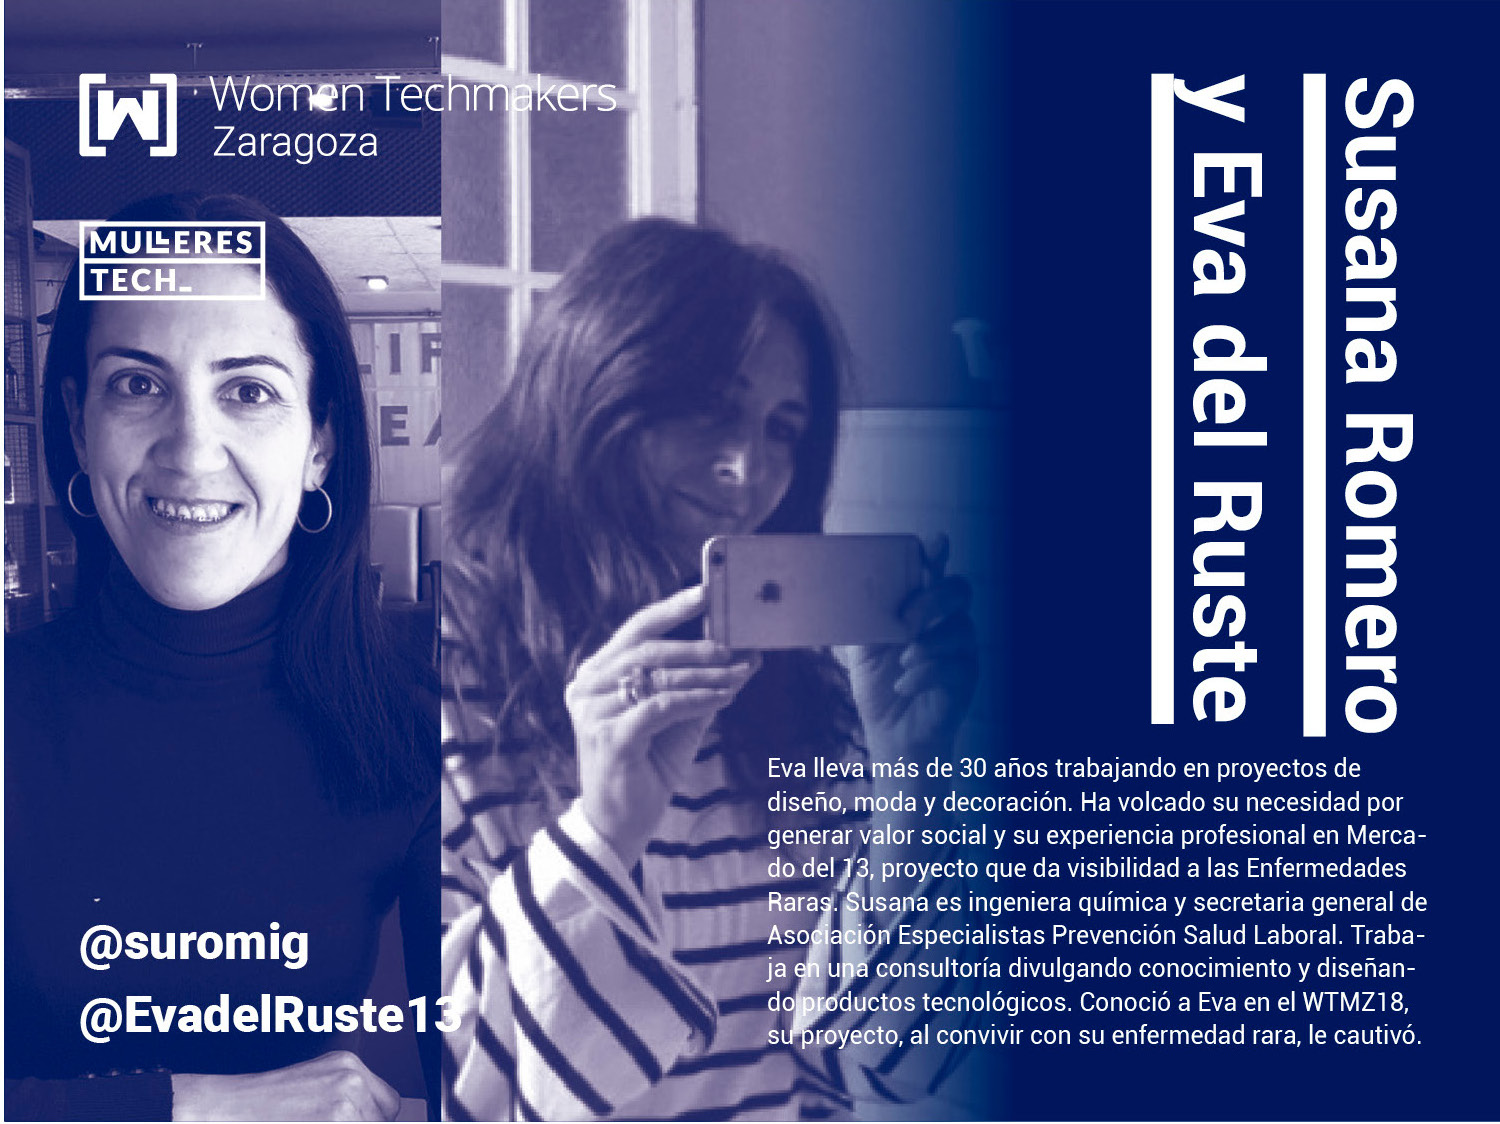 Women Techmakers
Zaragoza
MULLERES
TECH_
LIF
EA
Susana Romero
y Eva del Ruste
Eva lleva más de 30 años trabajando en proyectos de
diseño, moda y decoración. Ha volcado su necesidad por
generar valor social y su experiencia profesional en Merca-
do del 13, proyecto que da visibilidad a las Enfermedades
Raras. Susana es ingeniera química y secretaria general de
Asociación Especialistas Prevención Salud Laboral. Traba-
ja en una consultoría divulgando conocimiento y diseñan-
do productos tecnológicos. Conoció a Eva en el WTMZ18,
su proyecto, al convivir con su enfermedad rara, le cautivó.
@suromig
@EvadelRuste13